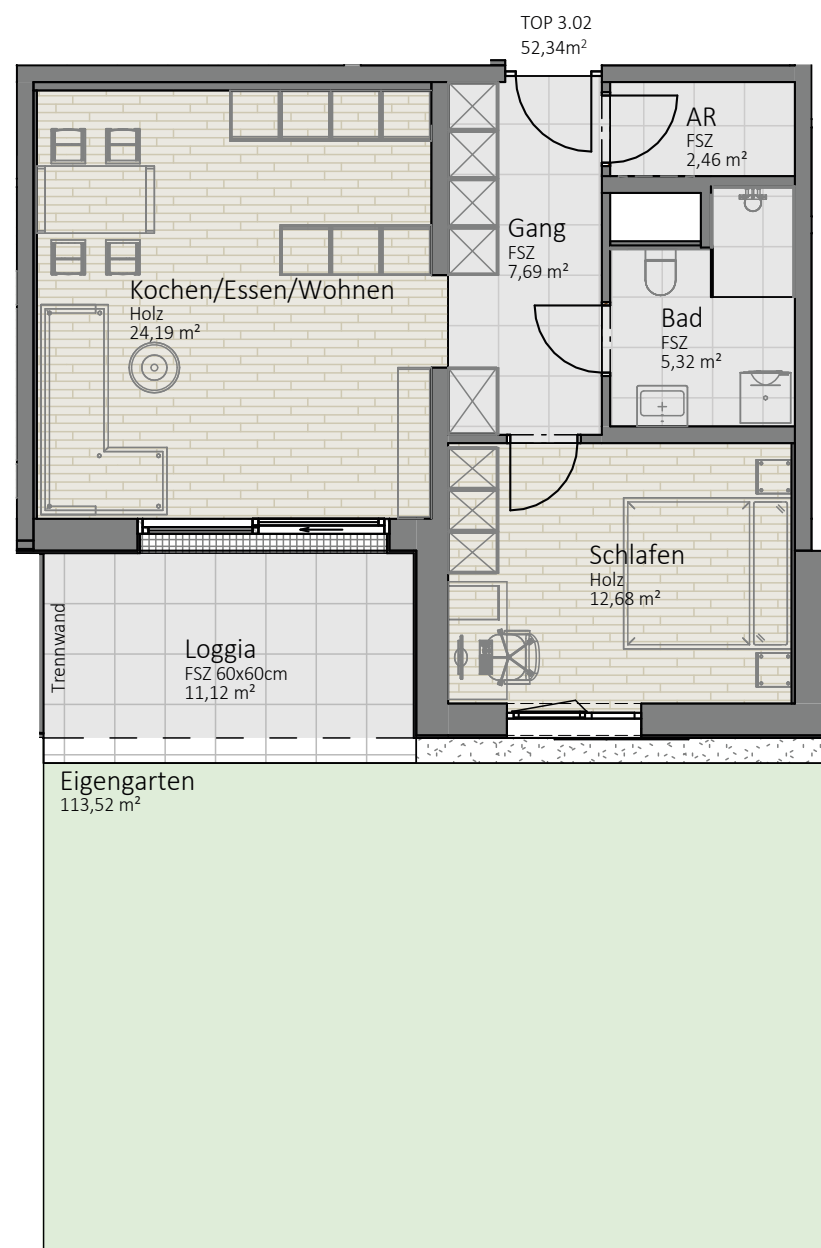 TOP 3.02
52,34m²
AR
FSZ
2,46 m²
Gang
FSZ
7,69 m²
Kochen/Essen/Wohnen
Holz
24,19 m²
Bad
FSZ
5,32 m²
Schlafen
Holz
12,68 m²
Trennwand
Loggia
FSZ 60x60cm
11,12 m²
Eigengarten
113,52 m²